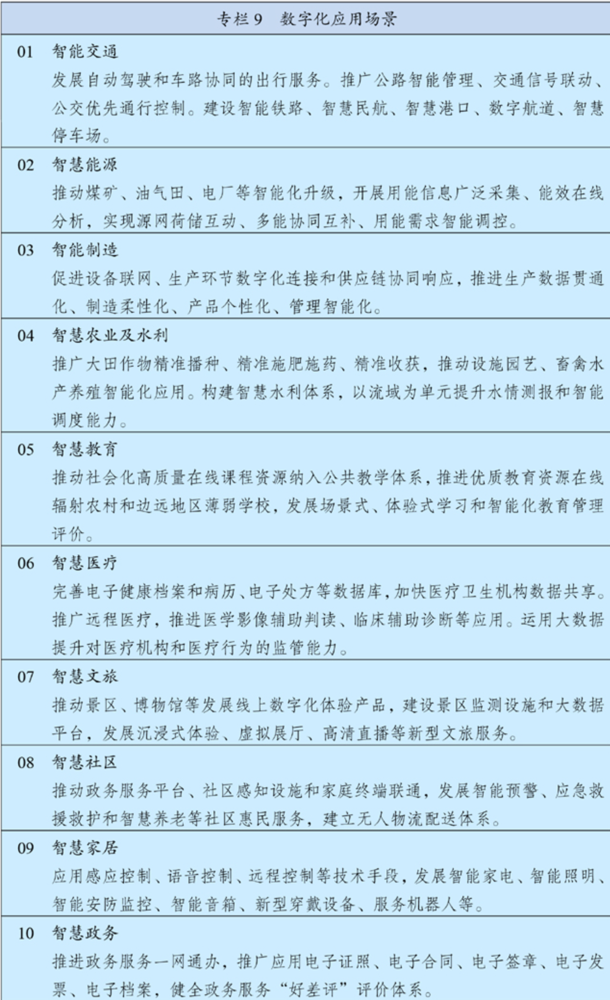 专栏9 数字化应用场景
01 智能交通
发展自动驾驶和车路协同的出行服务。推广公路智能管理、交通信号联动、
公交优先通行控制。建设智能铁路、智慧民航、智慧港口、数字航道、智慧
停车场。
02 智慧能源
推动煤矿、油气田、电厂等智能化升级，开展用能信息广泛采集、能效在线
分析，实现源网荷储互动、多能协同互补、用能需求智能调控。
03 智能制造
促进设备联网、生产环节数字化连接和供应链协同响应，推进生产数据贯通
化、制造柔性化、产品个性化、管理智能化。
04 智慧农业及水利
推广大田作物精准播种、精准施肥施药、精准收获，推动设施园艺、畜禽水
产养殖智能化应用。构建智慧水利体系，以流域为单元提升水情测报和智能
调度能力。
05 智慧教育
推动社会化高质量在线课程资源纳入公共教学体系，推进优质教育资源在线
辐射农村和边远地区薄弱学校，发展场景式、体验式学习和智能化教育管理
评价。
06 智慧医疗
完善电子健康档案和病历、电子处方等数据库，加快医疗卫生机构数据共享。
推广远程医疗，推进医学影像辅助判读、临床辅助诊断等应用。运用大数据
提升对医疗机构和医疗行为的监管能力。
07 智慧文旅
推动景区、博物馆等发展线上数字化体验产品，建设景区监测设施和大数据
平台，发展沉浸式体验、虚拟展厅、高清直播等新型文旅服务。
08 智慧社区
推动政务服务平台、社区感知设施和家庭终端联通，发展智能预警、应急救
援救护和智慧养老等社区惠民服务，建立无人物流配送体系。
09 智慧家居
应用感应控制、语音控制、远程控制等技术手段，发展智能家电、智能照明、
智能安防监控、智能音箱、新型穿戴设备、服务机器人等。
10 智慧政务
推进政务服务一网通办，推广应用电子证照、电子合同、电子签章、电子发
票、电子档案，健全政务服务“好差评”评价体系。